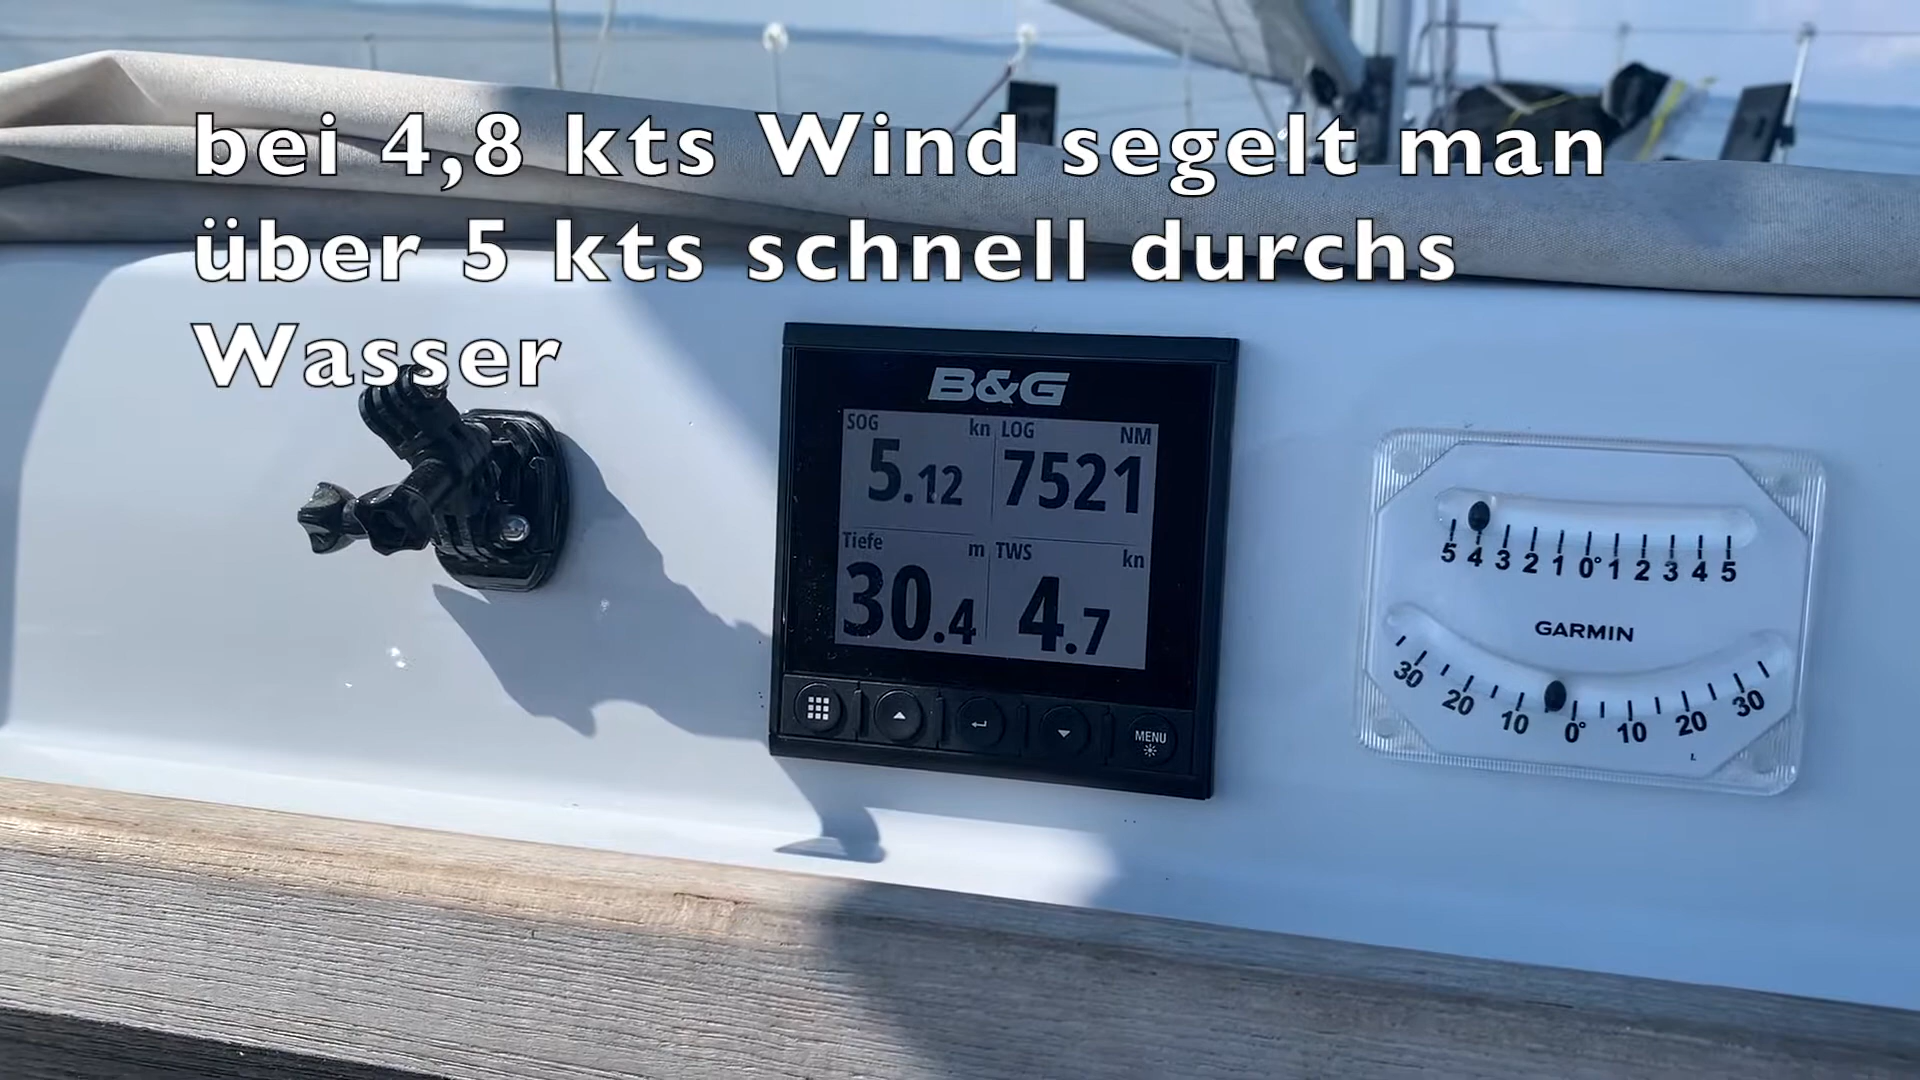 bei 4,8 kts Wind segelt man
über 5 kts schnell durchs
Wasser
B&G
SOG kn LOG NM
5.12 7521
Tiefe m TWS kn
30.4 4.7
MENU
5 4 3 2 1 0° 1 2 3 4 5
GARMIN
30 20 10 0° 10 20 30
L